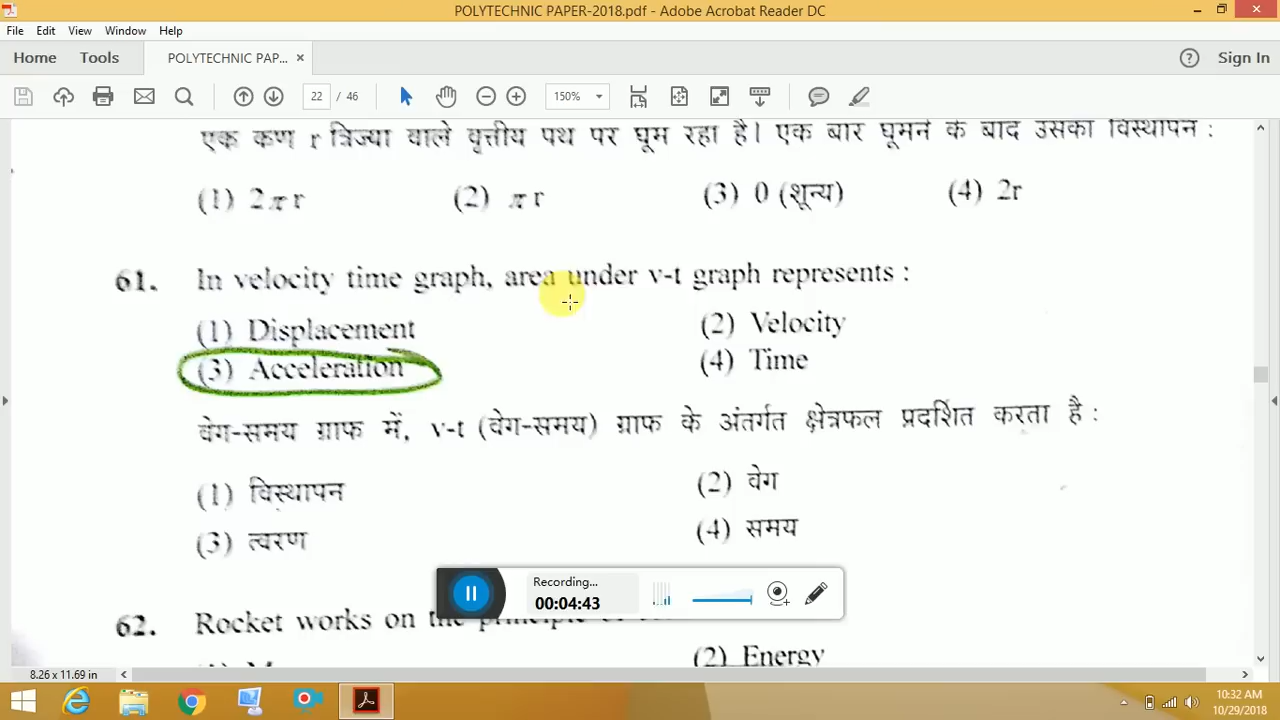 POLYTECHNIC PAPER-2018.pdf - Adobe Acrobat Reader DC
File Edit View Window Help
Home Tools POLYTECHNIC PAP... × Sign In
22 / 46 150%
एक कण r त्रिज्या वाले वृत्तीय पथ पर घूम रहा है। एक बार घूमने के बाद उसका विस्थापन :
(1) 2πr (2) πr (3) 0 (शून्य) (4) 2r
61. In velocity time graph, area under v-t graph represents :
(1) Displacement (2) Velocity
(3) Acceleration (4) Time
वेग-समय ग्राफ में, v-t (वेग-समय) ग्राफ के अंतर्गत क्षेत्रफल प्रदर्शित करता है :
(1) विस्थापन (2) वेग
(3) त्वरण (4) समय
Recording...
00:04:43
62. Rocket works on the principle of
(2) Energy
8.26 x 11.69 in
10:32 AM
10/29/2018